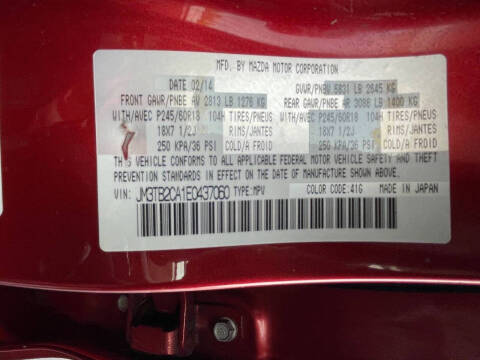 MFD. BY MAZDA MOTOR CORPORATION
DATE 02/14 GVWR/PNBV 5831 LB 2645 KG
FRONT GAWR/PNBE AV 2813 LB 1276 KG REAR GAWR/PNBE AR 3086 LB 1400 KG
WITH/AVEC P245/60R18 104H TIRES/PNEUS WITH/AVEC P245/60R18 104H TIRES/PNEUS
18X7 1/2J RIMS/JANTES 18X7 1/2J RIMS/JANTES
250 KPA/36 PSI COLD/A FROID 250 KPA/36 PSI COLD/A FROID
THIS VEHICLE CONFORMS TO ALL APPLICABLE FEDERAL MOTOR VEHICLE SAFETY AND THEFT
PREVENTION STANDARDS IN EFFECT ON THE DATE OF MANUFACTURE SHOWN ABOVE.
VIN: JM3TB2CA1E0437060 TYPE: MPV COLOR CODE: 41G MADE IN JAPAN